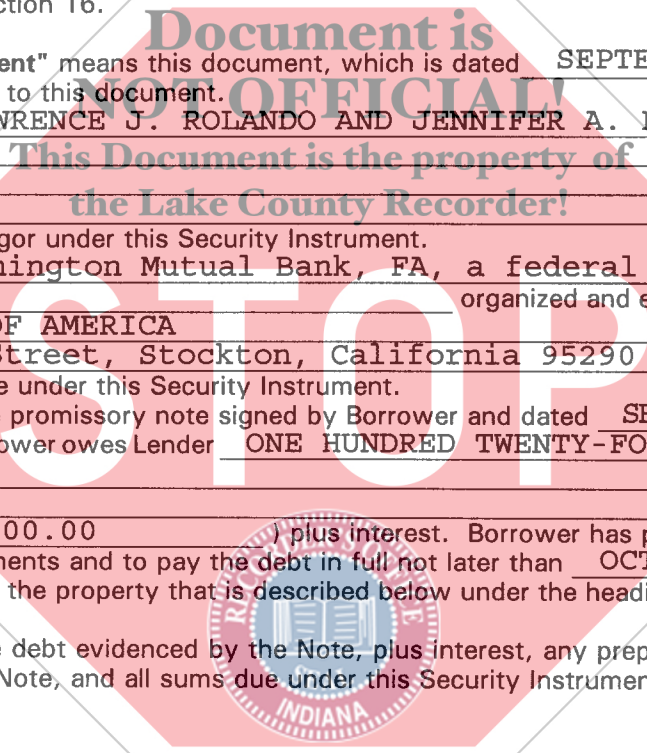 ction 16.
Document is
ent" means this document, which is dated SEPTE
to this document.
NOT OFFICIAL!
WRENCE J. ROLANDO AND JENNIFER A.
This Document is the property of
the Lake County Recorder!
gor under this Security Instrument.
hington Mutual Bank, FA, a federal
organized and e
OF AMERICA
Street, Stockton, California 95290
e under this Security Instrument.
promissory note signed by Borrower and dated SE
ower owes Lender ONE HUNDRED TWENTY-FO
STOP
00.00 ) plus interest. Borrower has p
ments and to pay the debt in full not later than OCT
the property that is described below under the headi
debt evidenced by the Note, plus interest, any prep
Note, and all sums due under this Security Instrumen
RECORDER'S OFFICE
INDIANA